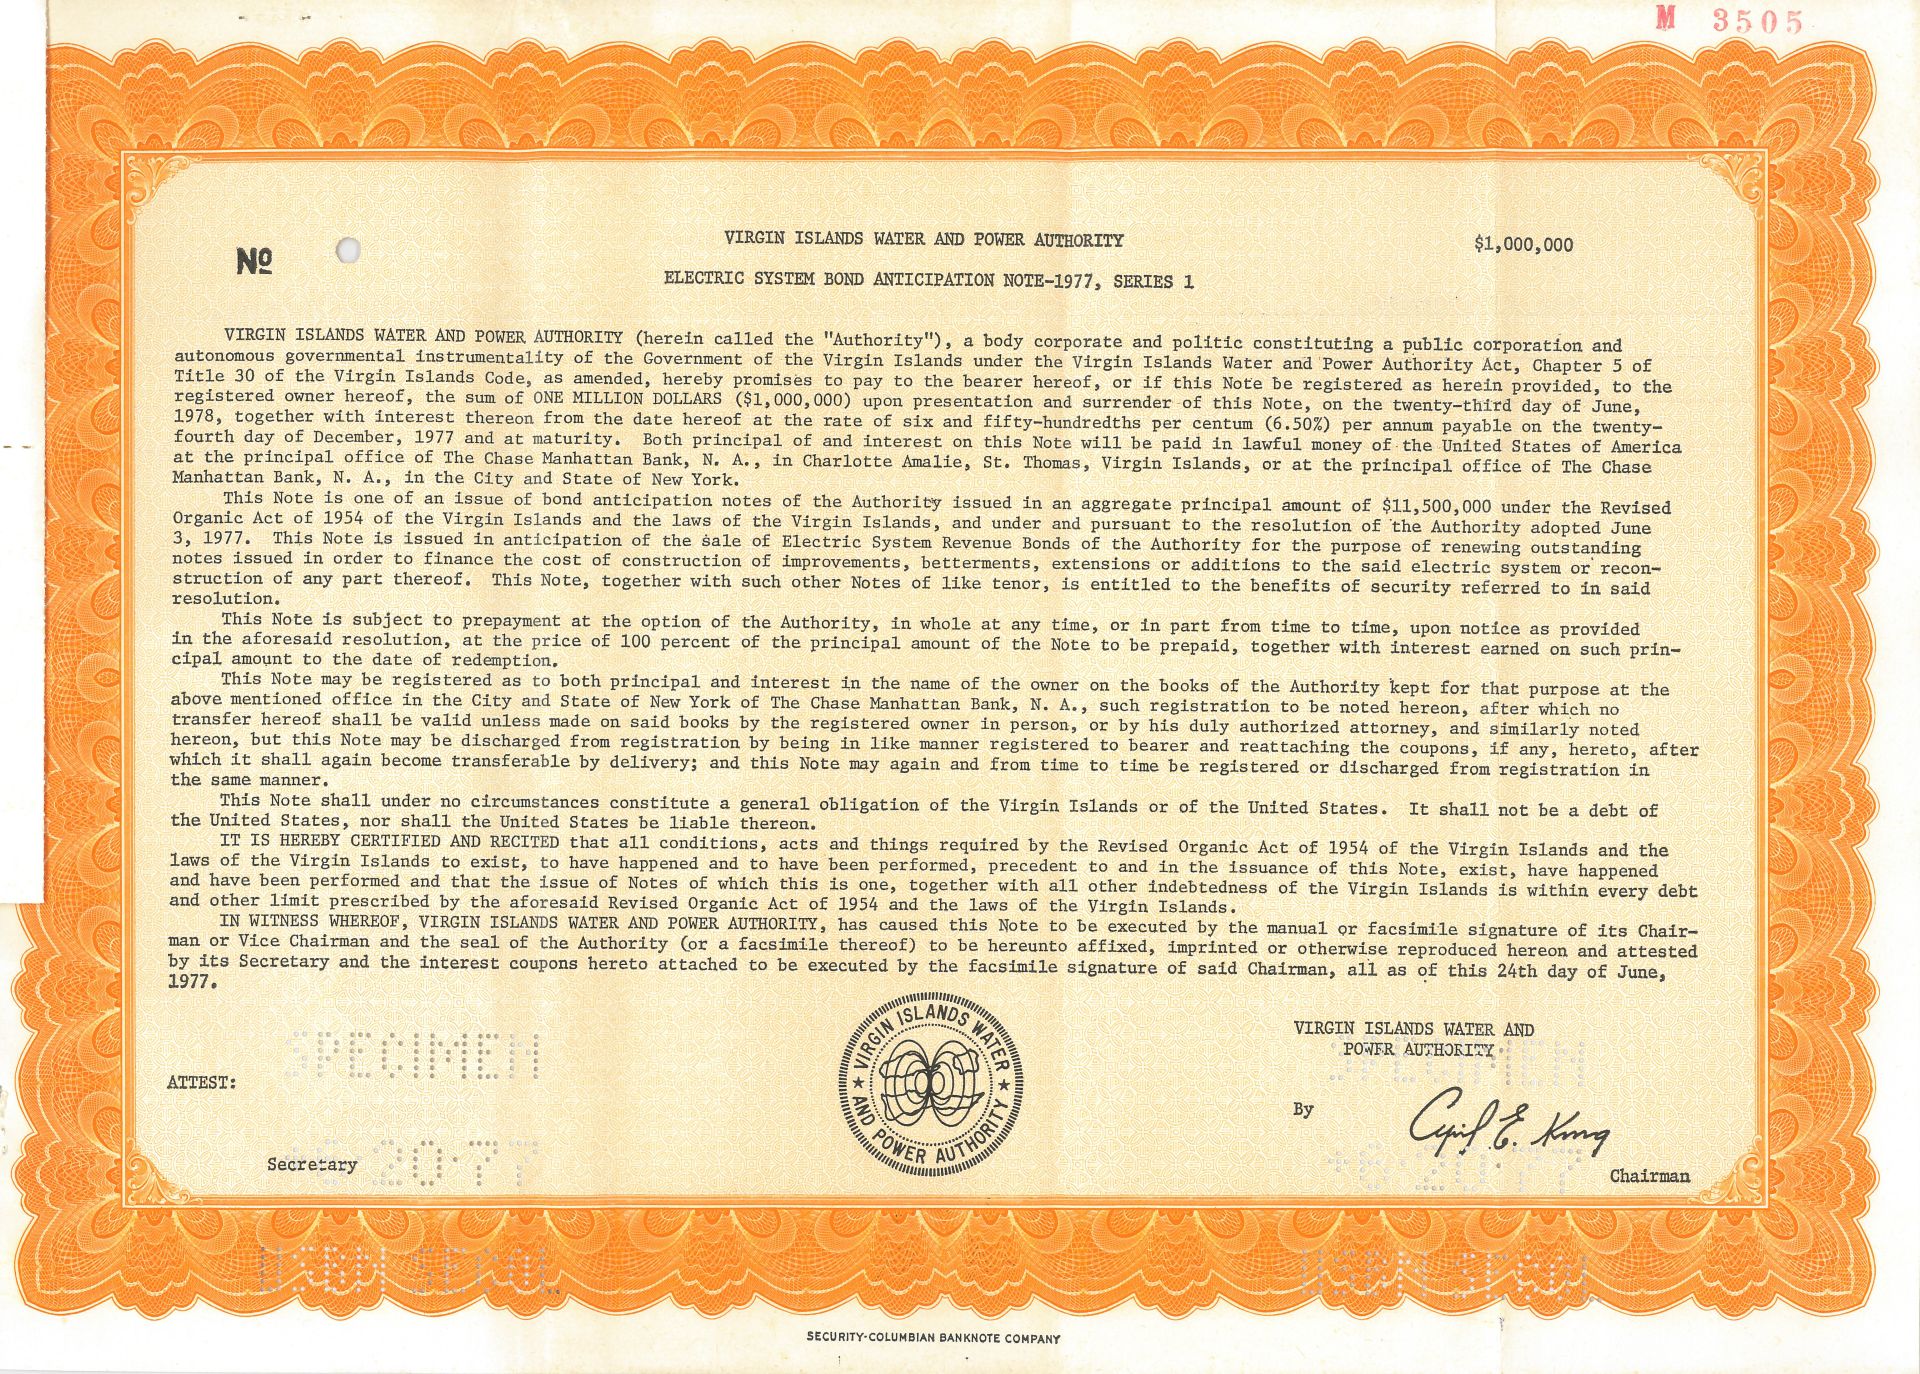 M 3505
VIRGIN ISLANDS WATER AND POWER AUTHORITY
$1,000,000
No
ELECTRIC SYSTEM BOND ANTICIPATION NOTE-1977, SERIES 1
VIRGIN ISLANDS WATER AND POWER AUTHORITY (herein called the "Authority"), a body corporate and politic constituting a public corporation and
autonomous governmental instrumentality of the Government of the Virgin Islands under the Virgin Islands Water and Power Authority Act, Chapter 5 of
Title 30 of the Virgin Islands Code, as amended, hereby promises to pay to the bearer hereof, or if this Note be registered as herein provided, to the
registered owner hereof, the sum of ONE MILLION DOLLARS ($1,000,000) upon presentation and surrender of this Note, on the twenty-third day of June,
1978, together with interest thereon from the date hereof at the rate of six and fifty-hundredths per centum (6.50%) per annum payable on the twenty-
fourth day of December, 1977 and at maturity. Both principal of and interest on this Note will be paid in lawful money of the United States of America
at the principal office of The Chase Manhattan Bank, N. A., in Charlotte Amalie, St. Thomas, Virgin Islands, or at the principal office of The Chase
Manhattan Bank, N. A., in the City and State of New York.
This Note is one of an issue of bond anticipation notes of the Authority issued in an aggregate principal amount of $11,500,000 under the Revised
Organic Act of 1954 of the Virgin Islands and the laws of the Virgin Islands, and under and pursuant to the resolution of the Authority adopted June
3, 1977. This Note is issued in anticipation of the sale of Electric System Revenue Bonds of the Authority for the purpose of renewing outstanding
notes issued in order to finance the cost of construction of improvements, betterments, extensions or additions to the said electric system or recon-
struction of any part thereof. This Note, together with such other Notes of like tenor, is entitled to the benefits of security referred to in said
resolution.
This Note is subject to prepayment at the option of the Authority, in whole at any time, or in part from time to time, upon notice as provided
in the aforesaid resolution, at the price of 100 percent of the principal amount of the Note to be prepaid, together with interest earned on such prin-
cipal amount to the date of redemption.
This Note may be registered as to both principal and interest in the name of the owner on the books of the Authority kept for that purpose at the
above mentioned office in the City and State of New York of The Chase Manhattan Bank, N. A., such registration to be noted hereon, after which no
transfer hereof shall be valid unless made on said books by the registered owner in person, or by his duly authorized attorney, and similarly noted
hereon, but this Note may be discharged from registration by being in like manner registered to bearer and reattaching the coupons, if any, hereto, after
which it shall again become transferable by delivery; and this Note may again and from time to time be registered or discharged from registration in
the same manner.
This Note shall under no circumstances constitute a general obligation of the Virgin Islands or of the United States. It shall not be a debt of
the United States, nor shall the United States be liable thereon.
IT IS HEREBY CERTIFIED AND RECITED that all conditions, acts and things required by the Revised Organic Act of 1954 of the Virgin Islands and the
laws of the Virgin Islands to exist, to have happened and to have been performed, precedent to and in the issuance of this Note, exist, have happened
and have been performed and that the issue of Notes of which this is one, together with all other indebtedness of the Virgin Islands is within every debt
and other limit prescribed by the aforesaid Revised Organic Act of 1954 and the laws of the Virgin Islands.
IN WITNESS WHEREOF, VIRGIN ISLANDS WATER AND POWER AUTHORITY, has caused this Note to be executed by the manual or facsimile signature of its Chair-
man or Vice Chairman and the seal of the Authority (or a facsimile thereof) to be hereunto affixed, imprinted or otherwise reproduced hereon and attested
by its Secretary and the interest coupons hereto attached to be executed by the facsimile signature of said Chairman, all as of this 24th day of June,
1977.
SPECIMEN
VIRGIN ISLANDS WATER
AND POWER AUTHORITY
VIRGIN ISLANDS WATER AND
POWER AUTHORITY
ATTEST:
By
Cyril E. King
Secretary
20·77
Chairman
SECURITY-COLUMBIAN BANKNOTE COMPANY